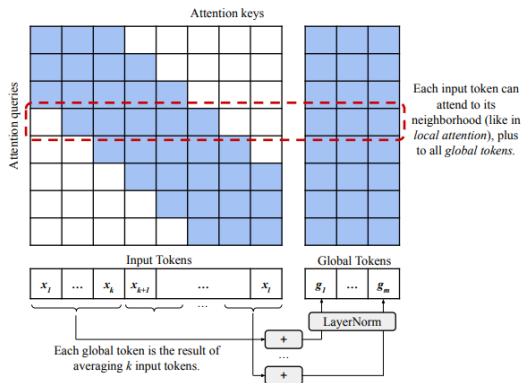 Attention keys
Attention queries
Each input token can
attend to its
neighborhood (like in
local attention), plus
to all global tokens.
Input Tokens
Global Tokens
x1 ... xk xk+1 ... xl
g1 ... gm
...
...
LayerNorm
Each global token is the result of
averaging k input tokens.
+
...
+